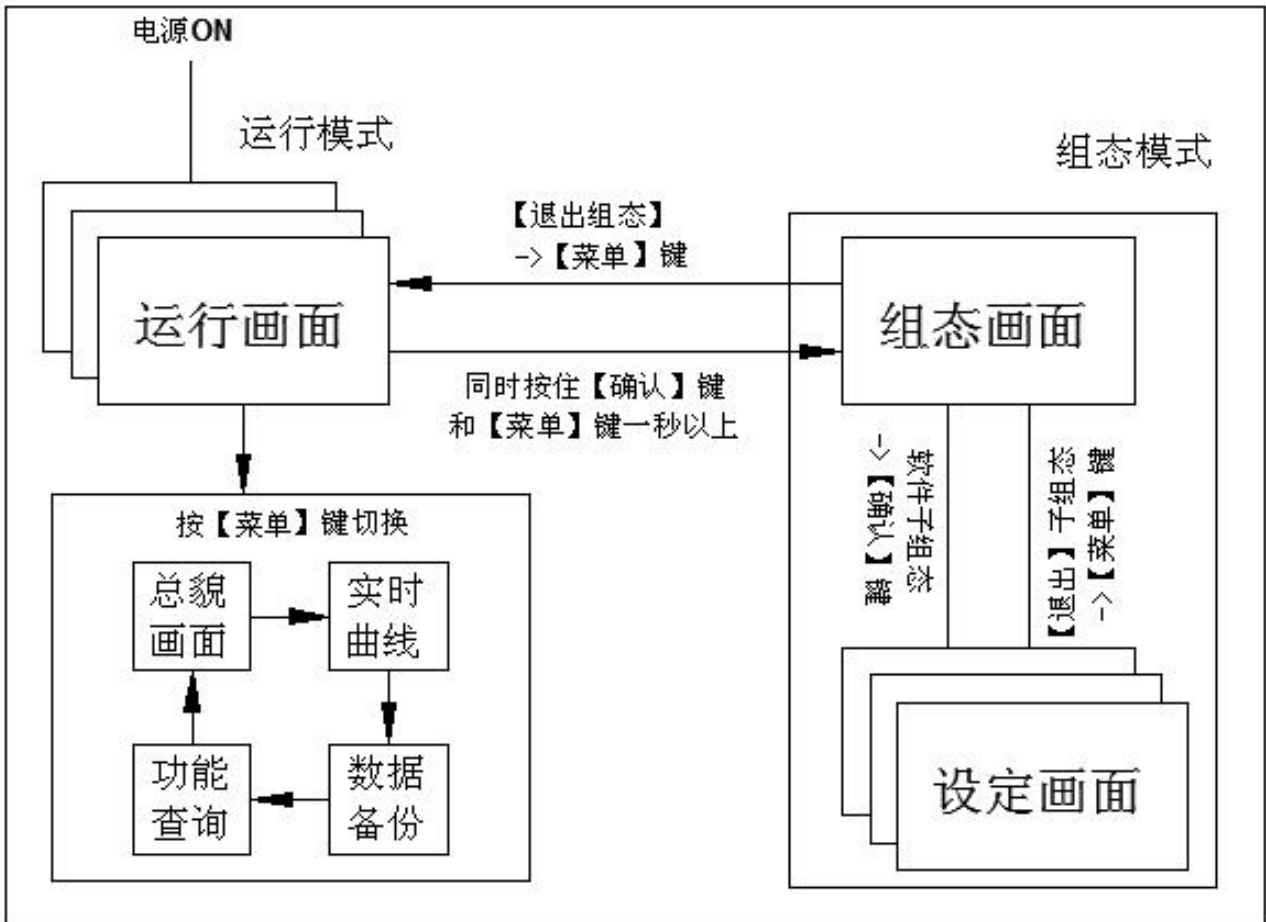 电源ON
运行模式
组态模式
【退出组态】
->【菜单】键
运行画面
组态画面
同时按住【确认】键
和【菜单】键一秒以上
软件子组态
->【确认】键
【退出】子组态
->【菜单】键
按【菜单】键切换
总貌
画面
实时
曲线
功能
查询
数据
备份
设定画面